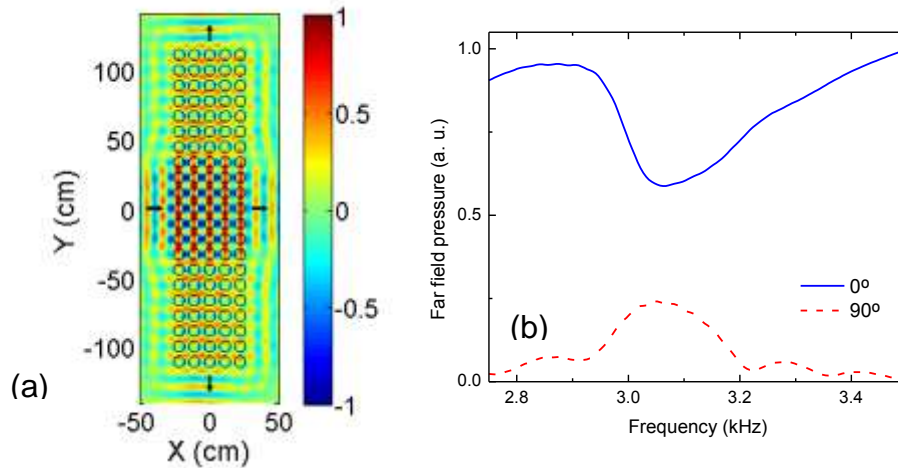 1
0.5
0
-0.5
-1
100
50
0
-50
-100
Y (cm)
-50 0 50
X (cm)
(a)
1.0
0.5
0.0
Far field pressure (a. u.)
0º
90º
(b)
2.8 3.0 3.2 3.4
Frequency (kHz)